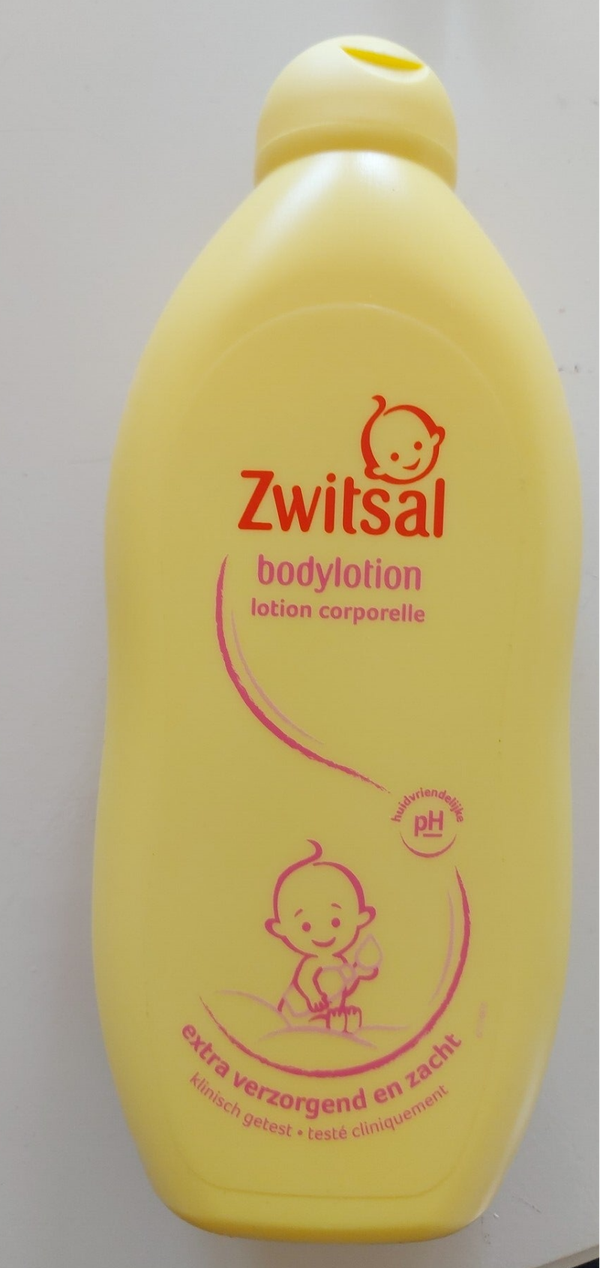 Zwitsal
bodylotion
lotion corporelle
huidvriendelijke
pH
extra verzorgend en zacht
klinisch getest • testé cliniquement